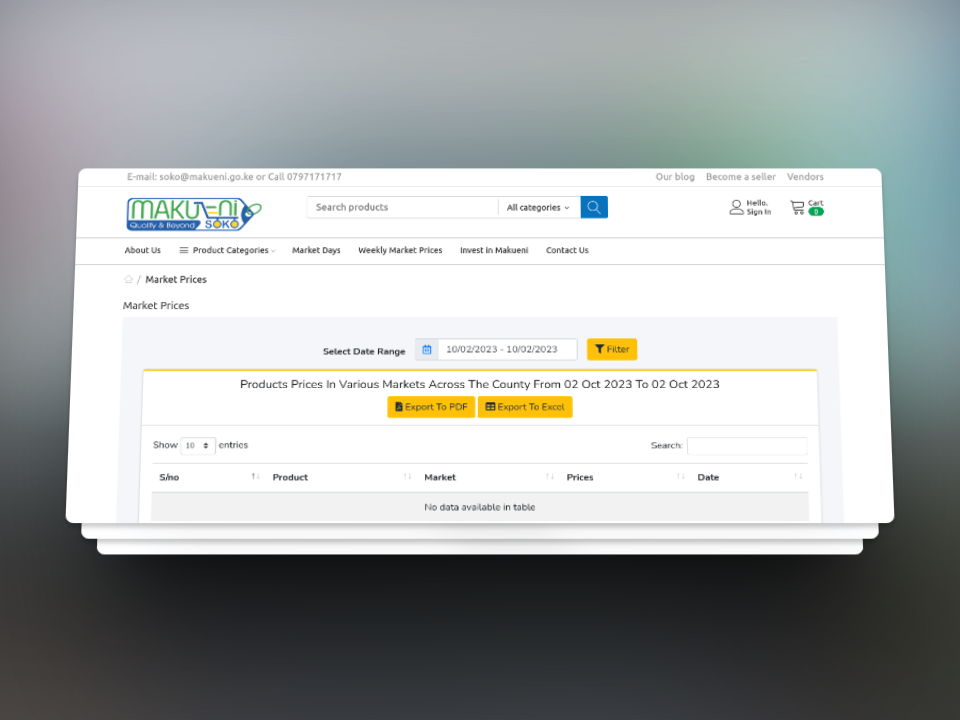 E-mail: soko@makueni.go.ke or Call 0797171717
Our blog Become a seller Vendors
MAKUENI
Quality & Beyond SOKO
Search products All categories
Hello. Sign In
Cart 0
About Us Product Categories Market Days Weekly Market Prices Invest in Makueni Contact Us
/ Market Prices
Market Prices
Select Date Range 10/02/2023 - 10/02/2023 Filter
Products Prices In Various Markets Across The County From 02 Oct 2023 To 02 Oct 2023
Export To PDF Export To Excel
Show 10 entries Search:
S/no Product Market Prices Date
No data available in table